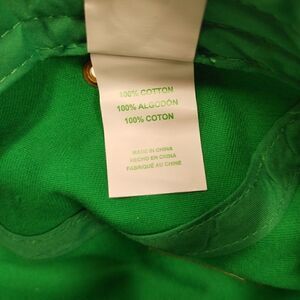 100% COTTON
100% ALGODÓN
100% COTON
MADE IN CHINA
HECHO EN CHINA
FABRIQUÉ AU CHINE